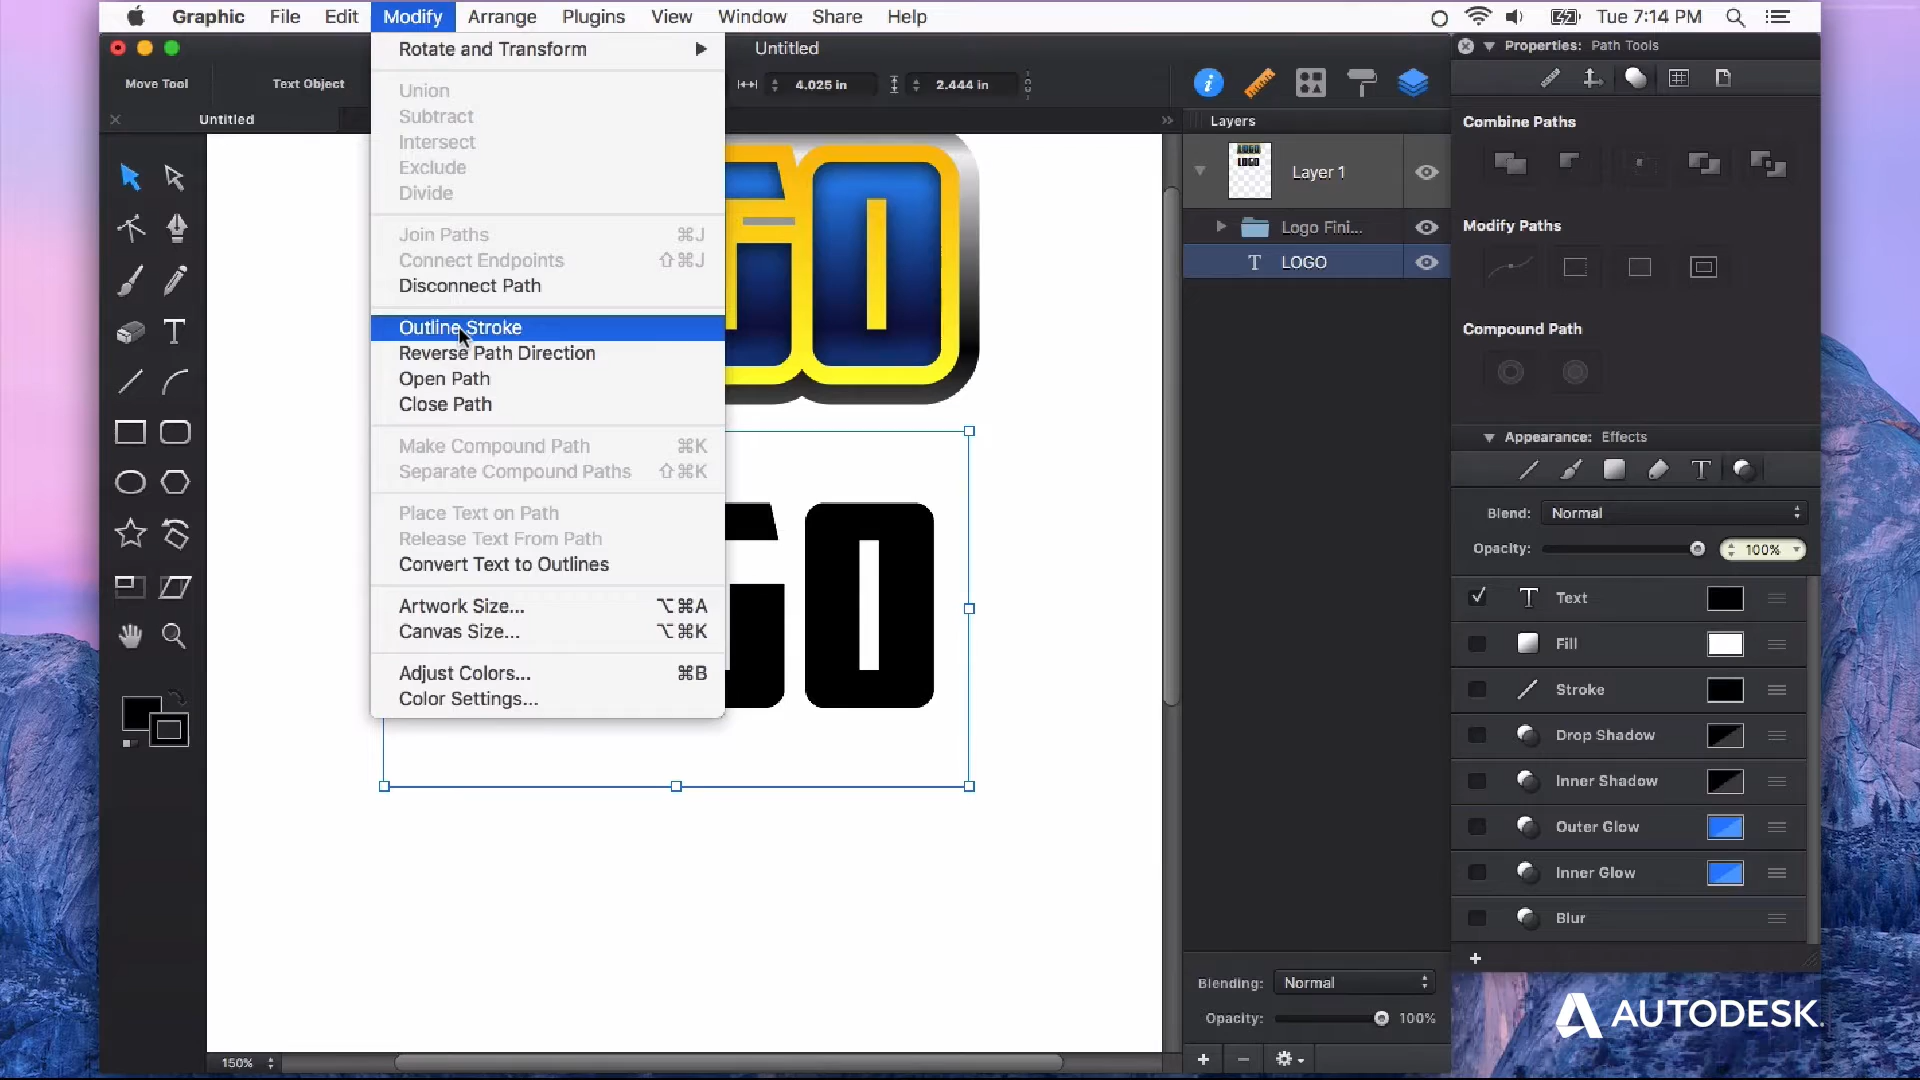 Graphic File Edit Modify Arrange Plugins View Window Share Help Tue 7:14 PM
Untitled
Move Tool Text Object 4.025 in 2.444 in
Untitled
Rotate and Transform
Union
Subtract
Intersect
Exclude
Divide
Join Paths ⌘J
Connect Endpoints ⇧⌘J
Disconnect Path
Outline Stroke
Reverse Path Direction
Open Path
Close Path
Make Compound Path ⌘K
Separate Compound Paths ⇧⌘K
Place Text on Path
Release Text From Path
Convert Text to Outlines
Artwork Size... ⌥⌘A
Canvas Size... ⌥⌘K
Adjust Colors... ⌘B
Color Settings...
GO
GO
150%
Layers
LOGO
LOGO
Layer 1
Logo Fini...
T LOGO
Blending: Normal
Opacity: 100%
Properties: Path Tools
Combine Paths
Modify Paths
Compound Path
Appearance: Effects
Blend: Normal
Opacity: 100%
T Text
Fill
Stroke
Drop Shadow
Inner Shadow
Outer Glow
Inner Glow
Blur
AUTODESK.